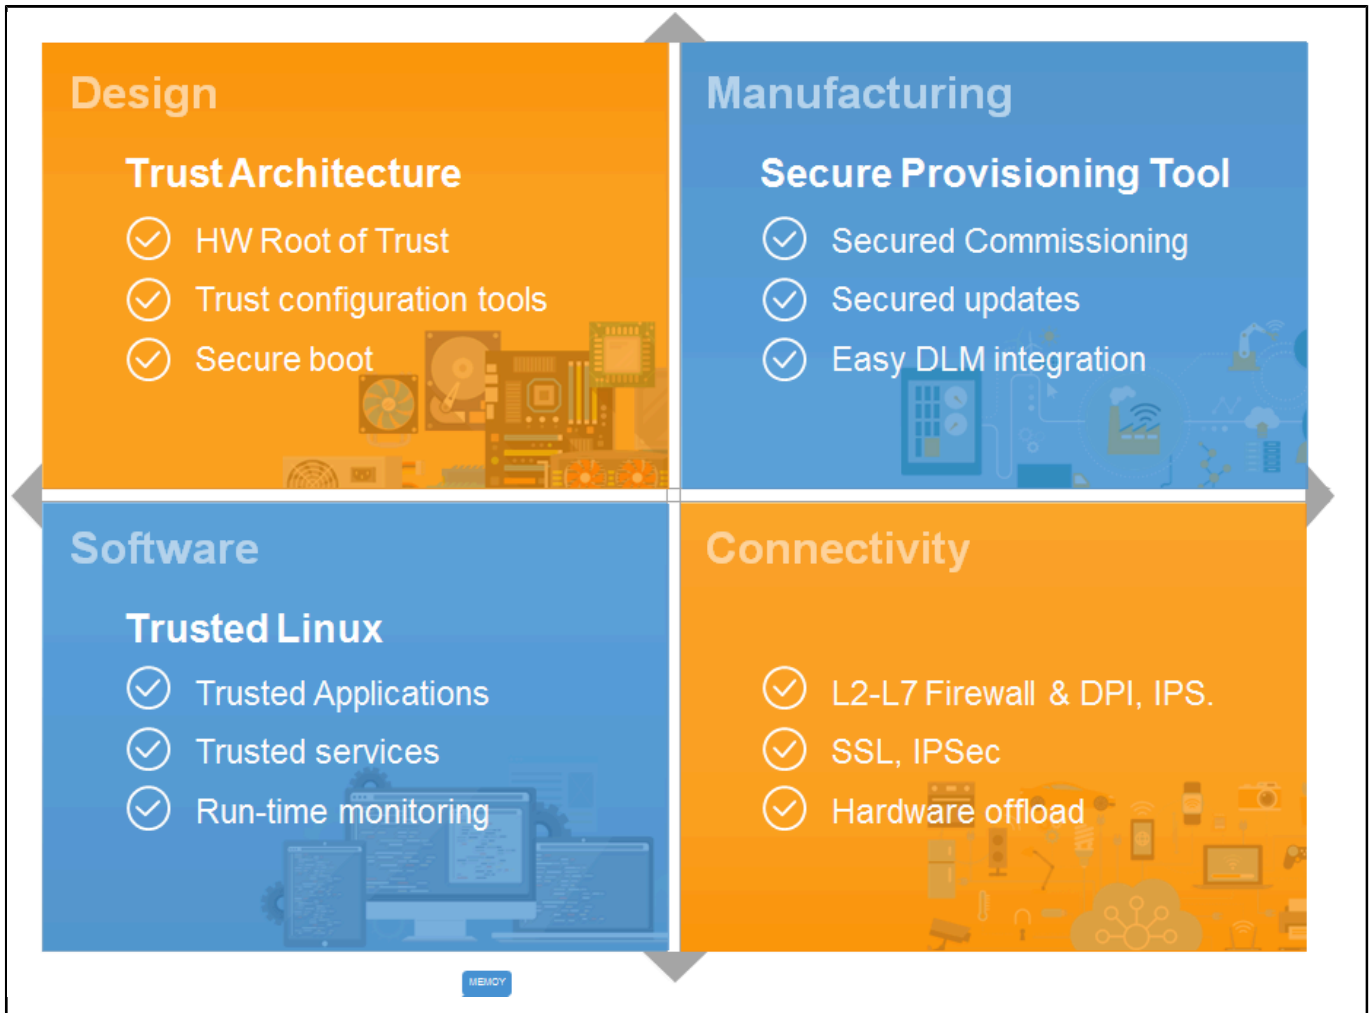 Design
Trust Architecture
HW Root of Trust
Trust configuration tools
Secure boot
Manufacturing
Secure Provisioning Tool
Secured Commissioning
Secured updates
Easy DLM integration
Software
Trusted Linux
Trusted Applications
Trusted services
Run-time monitoring
Connectivity
L2-L7 Firewall & DPI, IPS.
SSL, IPSec
Hardware offload
MEMOY